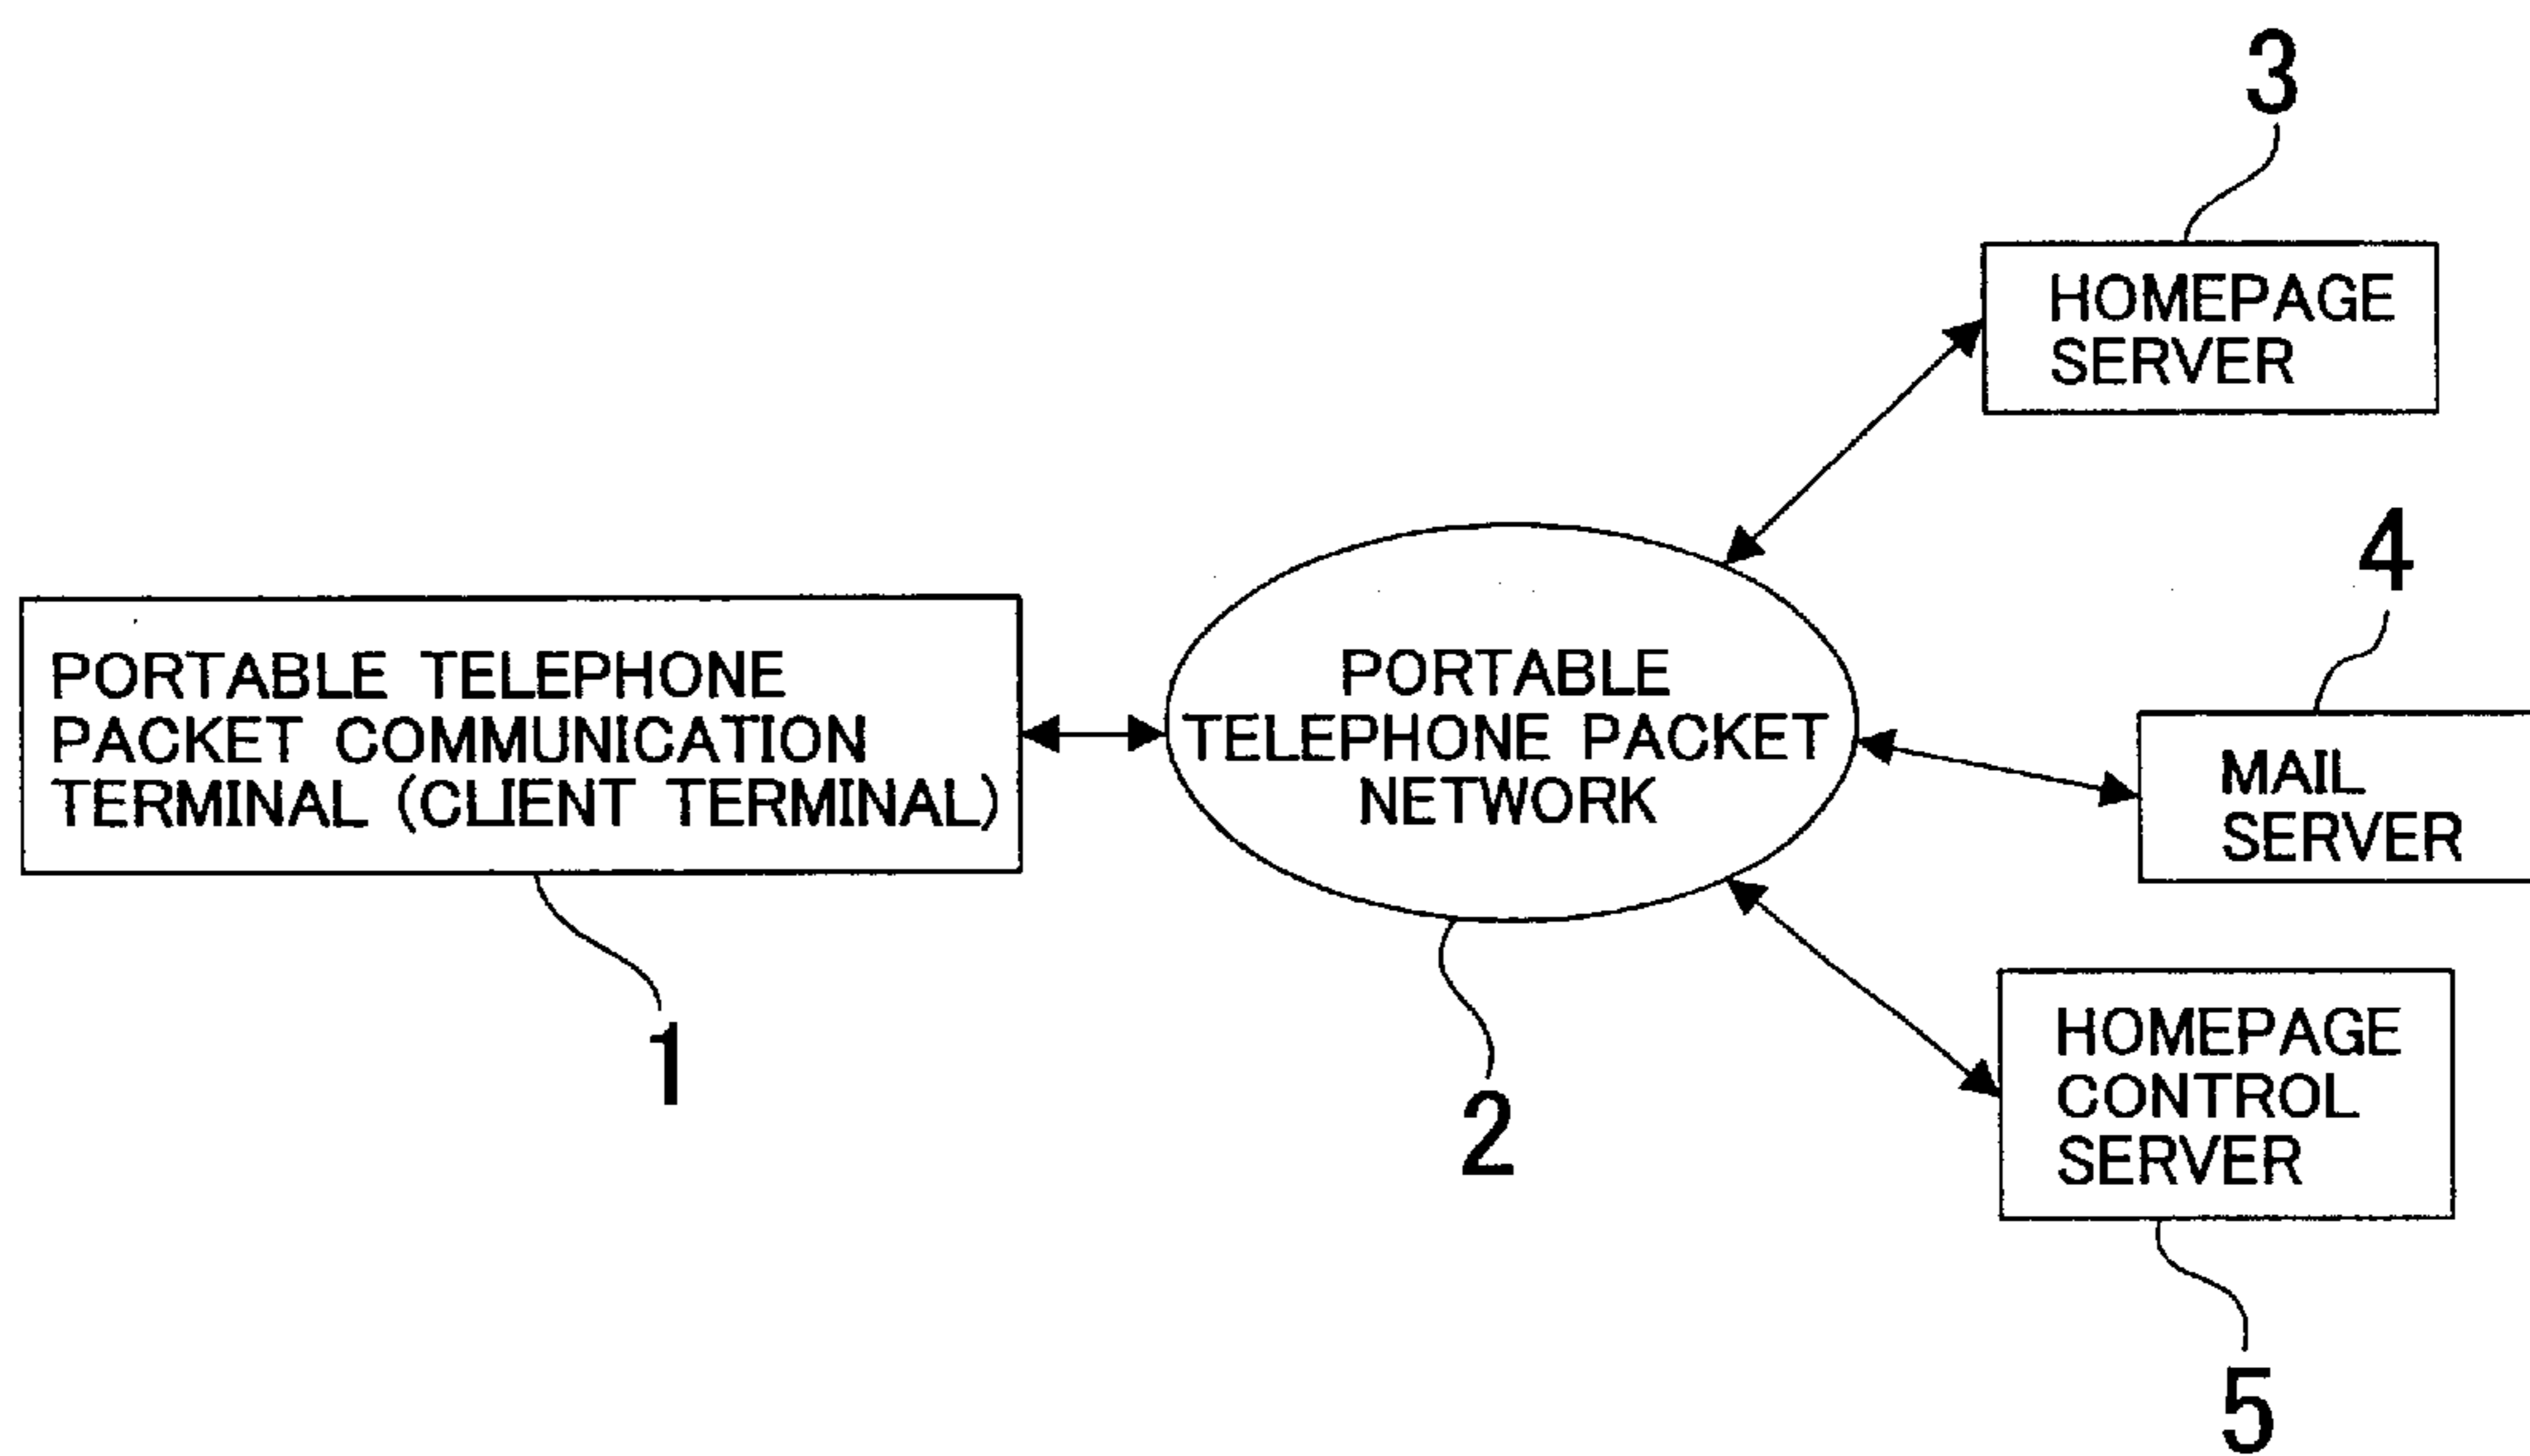 3
HOMEPAGE
SERVER
4
PORTABLE TELEPHONE
PACKET COMMUNICATION
TERMINAL (CLIENT TERMINAL)
1
PORTABLE
TELEPHONE PACKET
NETWORK
2
MAIL
SERVER
HOMEPAGE
CONTROL
SERVER
5